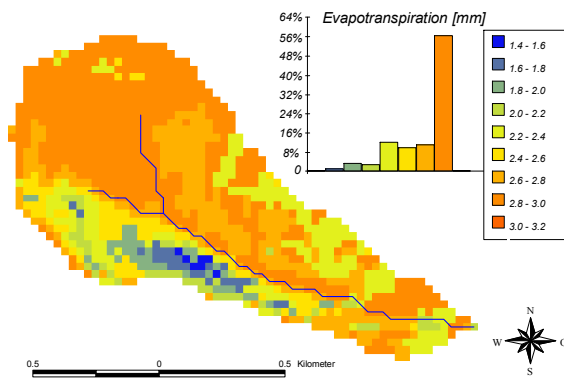 Evapotranspiration [mm]
64%
56%
48%
40%
32%
24%
16%
8%
0
1.4 - 1.6
1.6 - 1.8
1.8 - 2.0
2.0 - 2.2
2.2 - 2.4
2.4 - 2.6
2.6 - 2.8
2.8 - 3.0
3.0 - 3.2
N
W
O
S
0.5 0 0.5 Kilometer